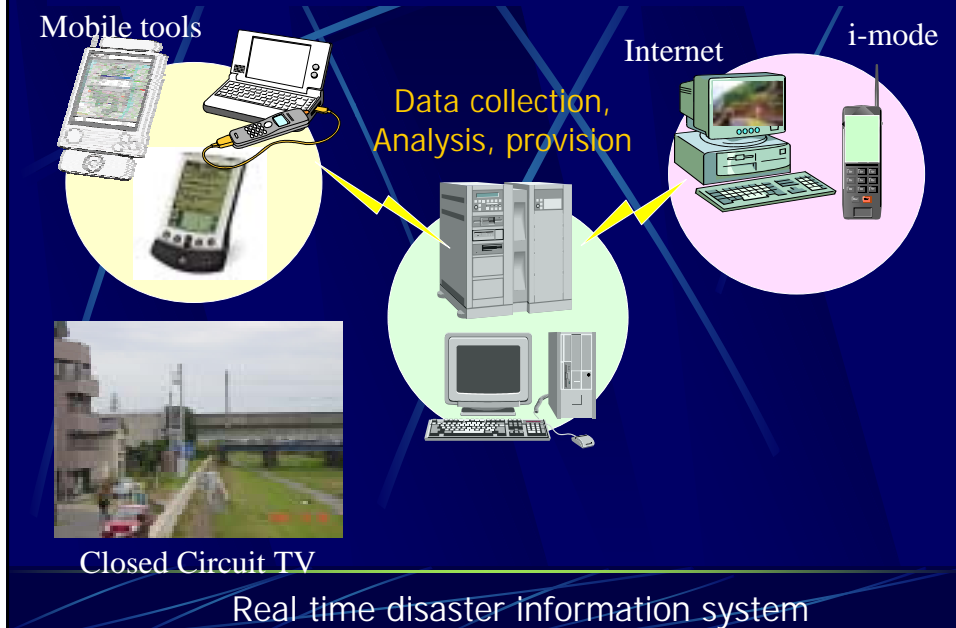 Mobile tools
Internet
i-mode
Data collection,
Analysis, provision
Closed Circuit TV
Real time disaster information system